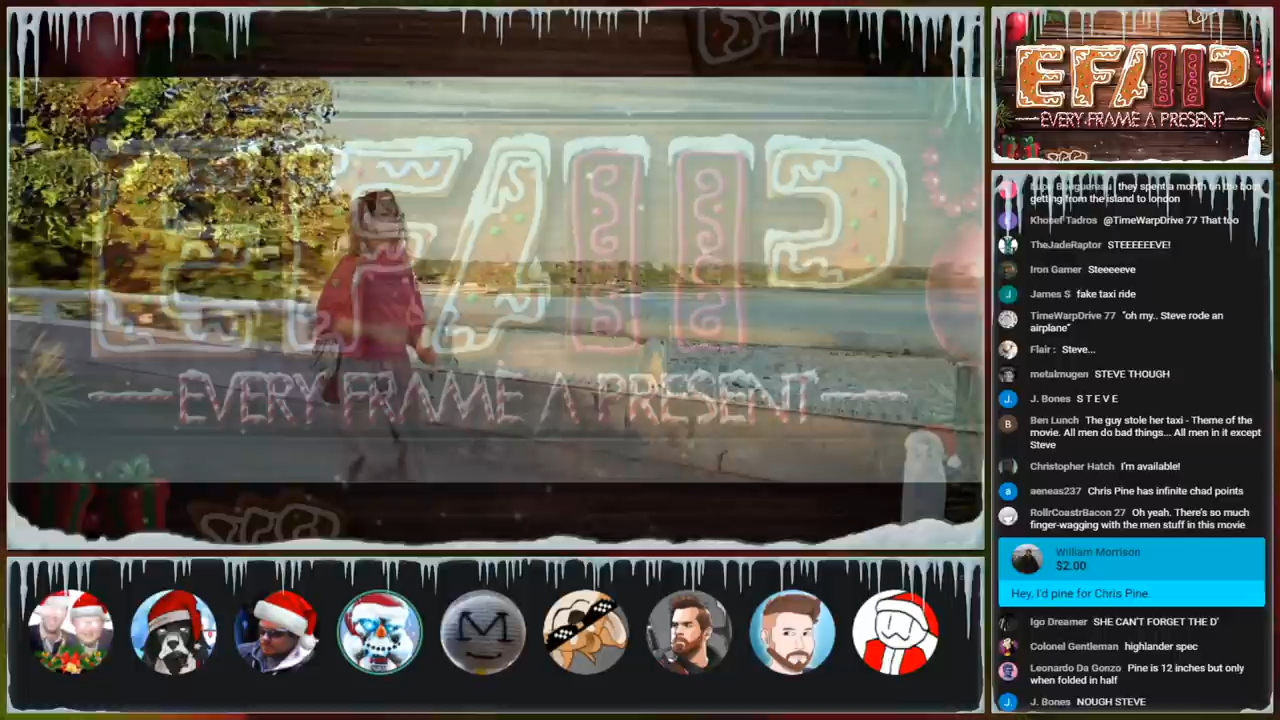 EFAP
EVERY FRAME A PRESENT
M
EFAP
EVERY FRAME A PRESENT
they spent a month on the boat
getting from the island to london
Khosef Tadros @TimeWarpDrive 77 That too
TheJadeRaptor STEEEEEEVE!
Iron Garner Steeeeeve
J James S fake taxi ride
TimeWarpDrive 77 "oh my.. Steve rode an
airplane"
Flair : Steve...
metalmugen STEVE THOUGH
J. J. Bones S T E V E
B Ben Lunch The guy stole her taxi - Theme of the
movie. All men do bad things... All men in it except
Steve
Christopher Hatch I'm available!
a aeneas237 Chris Pine has infinite chad points
RollrCoastrBacon 27 Oh yeah. There's so much
finger-wagging with the men stuff in this movie
William Morrison
$2.00
Hey, I'd pine for Chris Pine.
Igo Dreamer SHE CAN'T FORGET THE D'
Colonel Gentleman highlander spec
Leonardo Da Gonzo Pine is 12 inches but only
when folded in half
J. J. Bones NOUGH STEVE